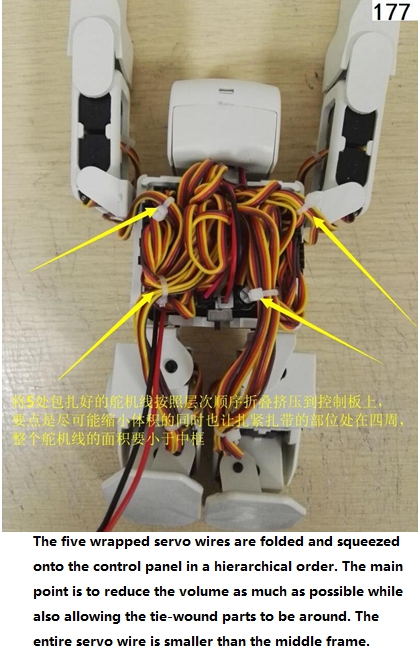 177
将5处包扎好的舵机线按照层次顺序折叠挤压到控制板上，
要点是尽可能缩小体积的同时也让扎紧扎带的部位处在四周，
整个舵机线的面积要小于中框
The five wrapped servo wires are folded and squeezed
onto the control panel in a hierarchical order. The main
point is to reduce the volume as much as possible while
also allowing the tie-wound parts to be around. The
entire servo wire is smaller than the middle frame.